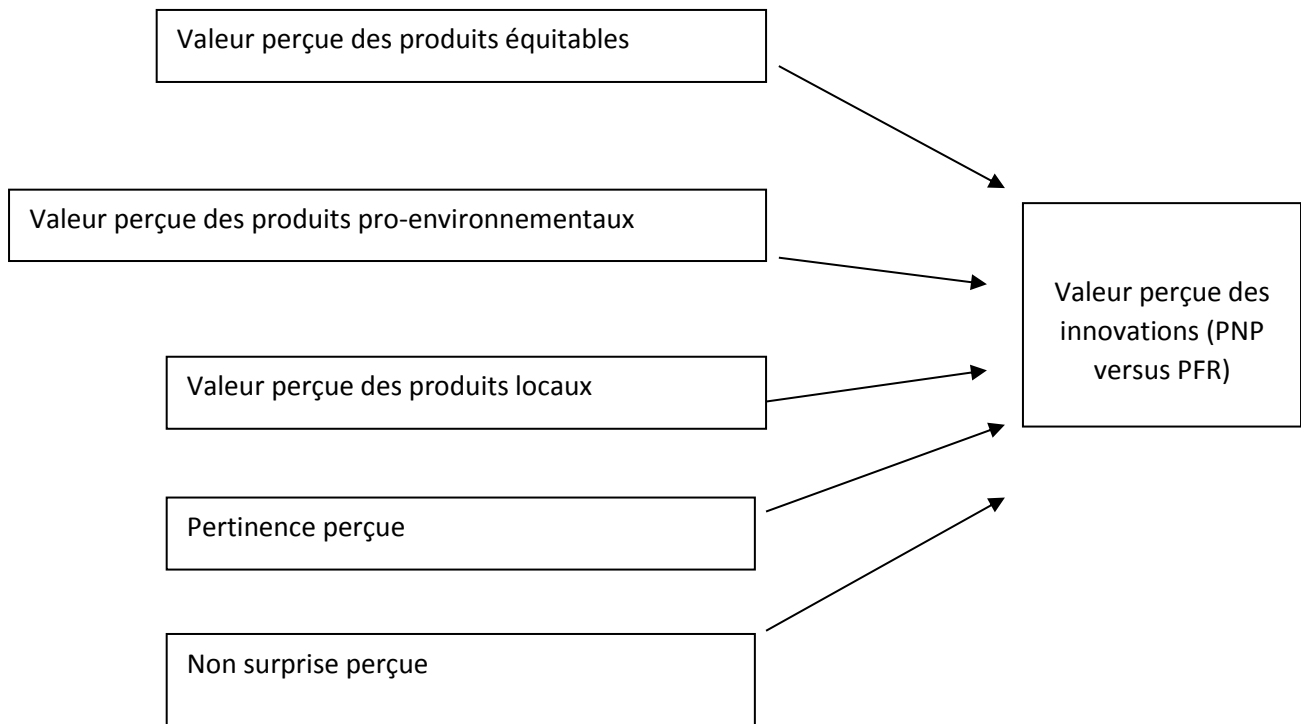 Valeur perçue des produits équitables
Valeur perçue des produits pro-environnementaux
Valeur perçue des
innovations (PNP
versus PFR)
Valeur perçue des produits locaux
Pertinence perçue
Non surprise perçue